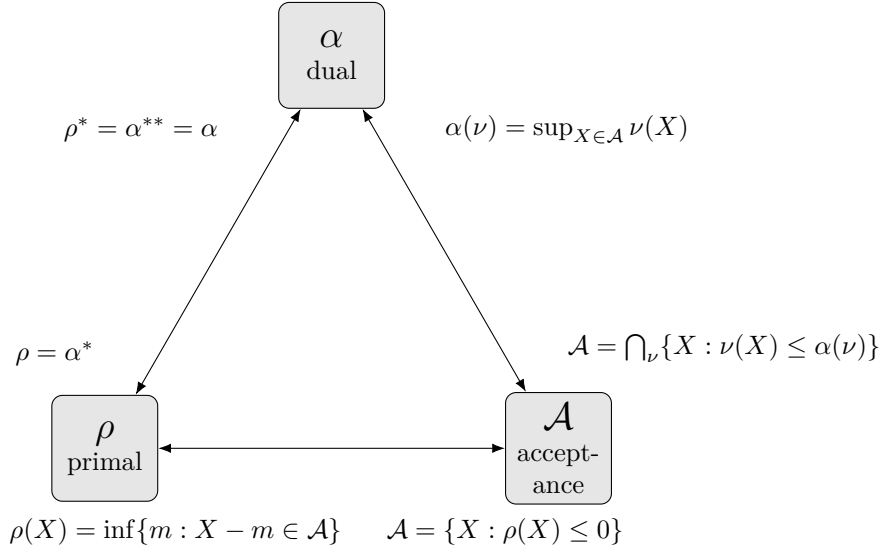 α
dual
ρ* = α** = α
α(ν) = sup_{X∈𝒜} ν(X)
ρ = α*
𝒜 = ⋂_ν{X : ν(X) ≤ α(ν)}
ρ
primal
𝒜
accept-
ance
ρ(X) = inf{m : X − m ∈ 𝒜}
𝒜 = {X : ρ(X) ≤ 0}